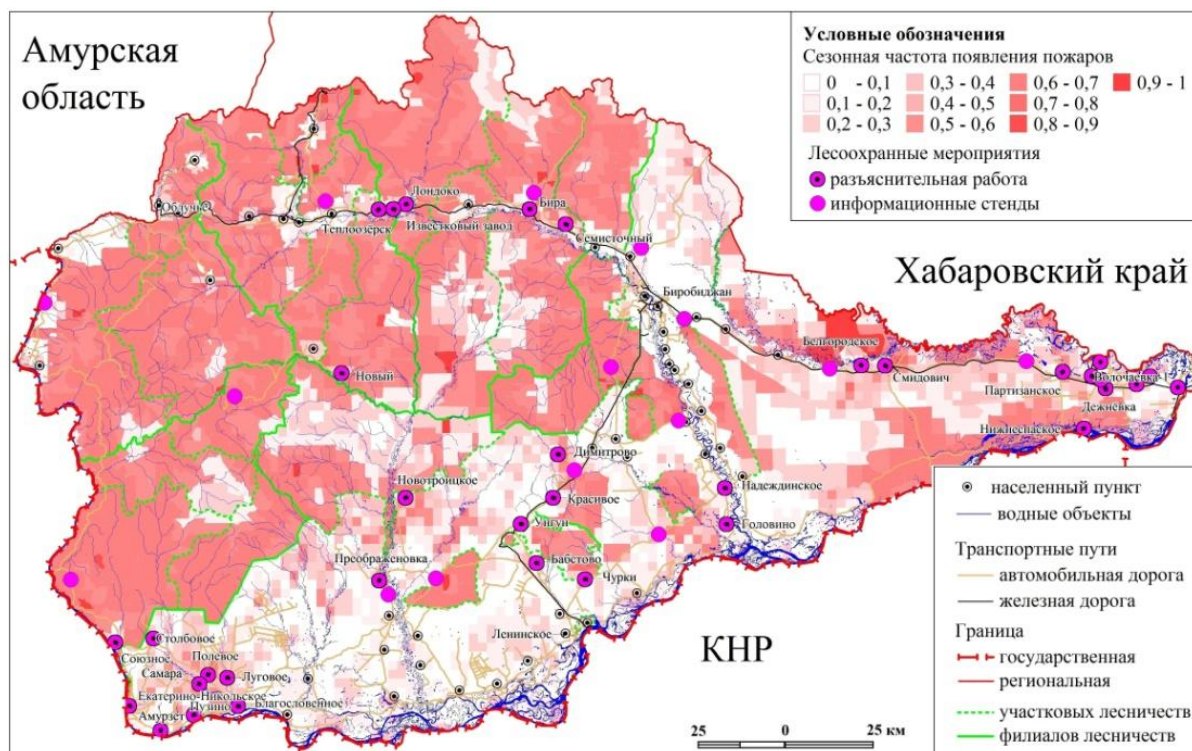 Амурская
область
Условные обозначения
Сезонная частота появления пожаров
0 - 0,1
0,3 - 0,4
0,6 - 0,7
0,9 - 1
0,1 - 0,2
0,4 - 0,5
0,7 - 0,8
0,2 - 0,3
0,5 - 0,6
0,8 - 0,9
Лесоохранные мероприятия
разъяснительная работа
информационные стенды
Хабаровский край
Облучье
Теплоозёрск
Лондоко
Известковый завод
Бира
Семисточный
Биробиджан
Белгородское
Смидович
Партизанское
Волочаевка-1
Дежнёвка
Нижнеспаское
Новый
Димитрово
Новотроицкое
Красивое
Надеждинское
Унгун
Головино
Преображеновка
Бабстово
Чурки
Ленинское
Столбовое
Союзное
Полевое
Самара
Луговое
Екатерино-Никольское
Пузино
Благословенное
Амурзет
КНР
населенный пункт
водные объекты
Транспортные пути
автомобильная дорога
железная дорога
Граница
государственная
региональная
участковых лесничеств
филиалов лесничеств
25 0 25 км